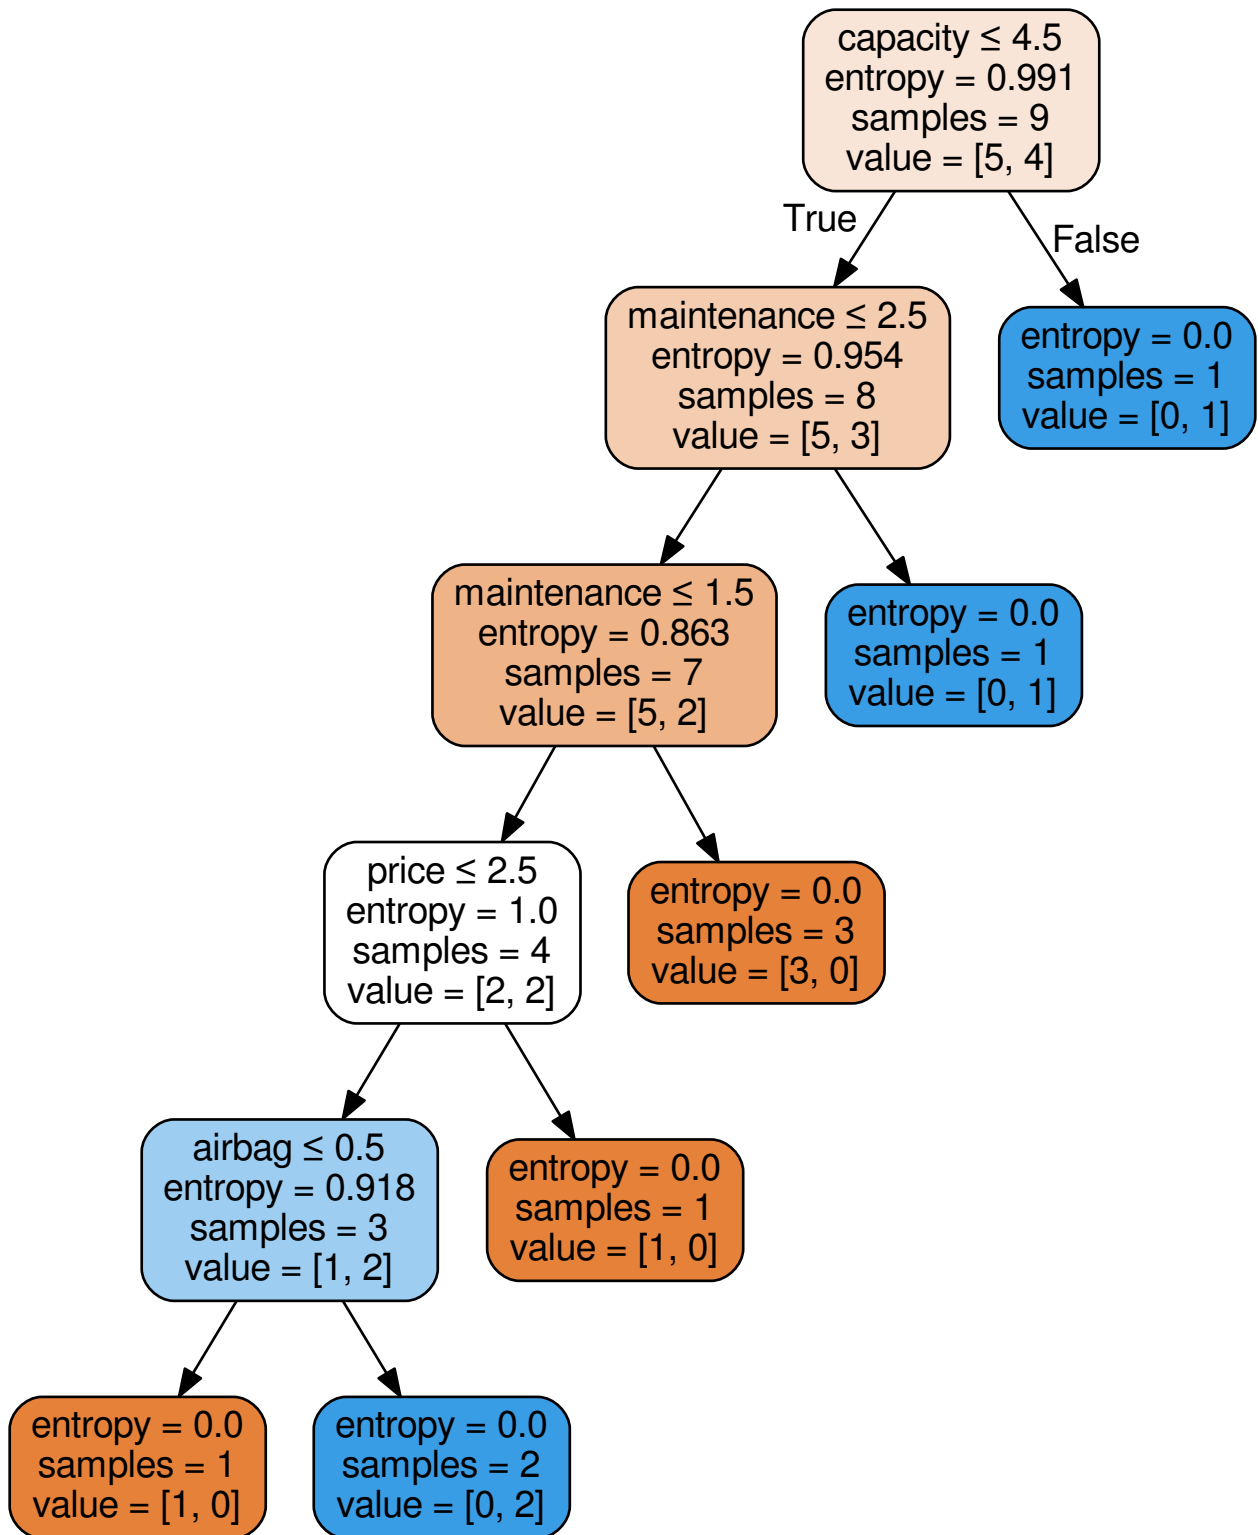 capacity ≤ 4.5
entropy = 0.991
samples = 9
value = [5, 4]
True
False
maintenance ≤ 2.5
entropy = 0.954
samples = 8
value = [5, 3]
entropy = 0.0
samples = 1
value = [0, 1]
maintenance ≤ 1.5
entropy = 0.863
samples = 7
value = [5, 2]
entropy = 0.0
samples = 1
value = [0, 1]
price ≤ 2.5
entropy = 1.0
samples = 4
value = [2, 2]
entropy = 0.0
samples = 3
value = [3, 0]
airbag ≤ 0.5
entropy = 0.918
samples = 3
value = [1, 2]
entropy = 0.0
samples = 1
value = [1, 0]
entropy = 0.0
samples = 1
value = [1, 0]
entropy = 0.0
samples = 2
value = [0, 2]